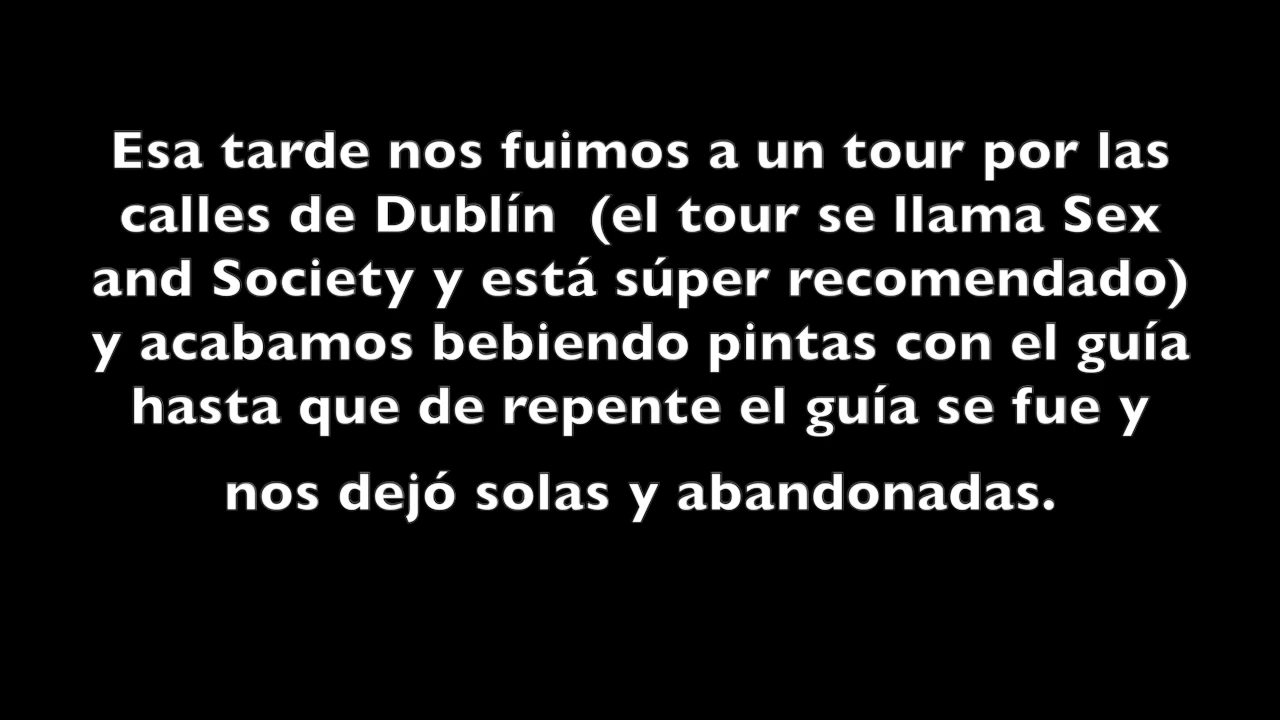 Esa tarde nos fuimos a un tour por las
calles de Dublín  (el tour se llama Sex
and Society y está súper recomendado)
y acabamos bebiendo pintas con el guía
hasta que de repente el guía se fue y
nos dejó solas y abandonadas.